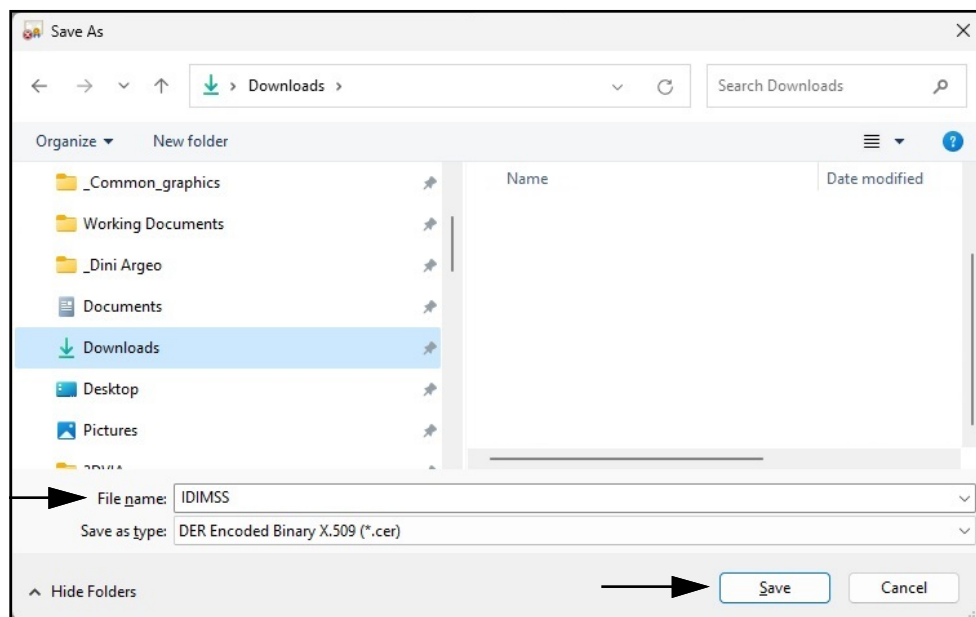 Save As
Downloads
Search Downloads
Organize
New folder
_Common_graphics
Working Documents
_Dini Argeo
Documents
Downloads
Desktop
Pictures
3DVIA
Name
Date modified
File name: IDIMSS
Save as type: DER Encoded Binary X.509 (*.cer)
Hide Folders
Save
Cancel